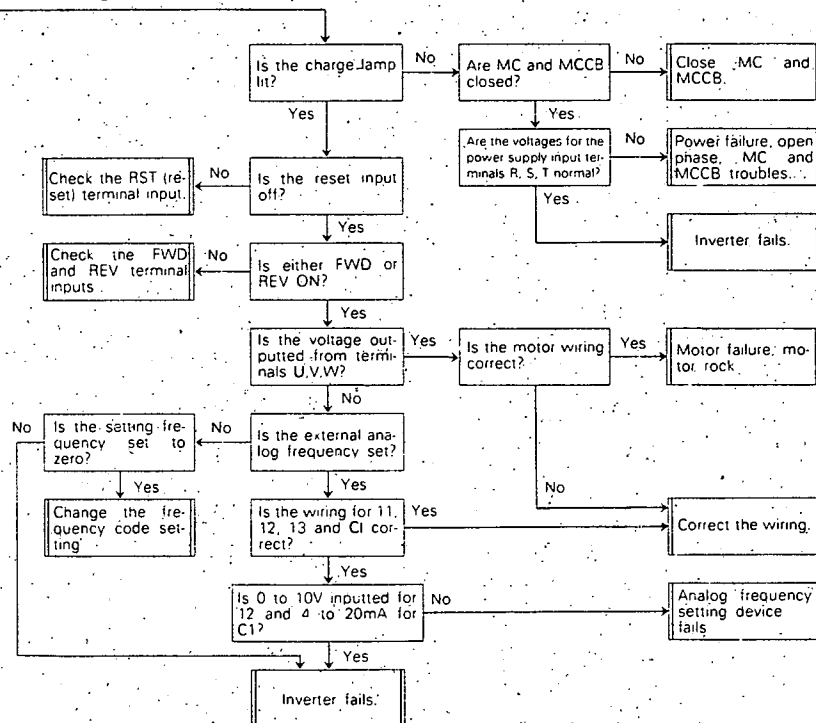 Is the charge lamp
lit?
No
Are MC and MCCB
closed?
No
Close MC and
MCCB.
Yes
Yes
Are the voltages for the
power supply input ter-
minals R, S, T normal?
No
Power failure, open
phase, MC and
MCCB troubles.
Check the RST (re-
set) terminal input.
No
Is the reset input
off?
Yes
Yes
Inverter fails.
Check the FWD
and REV terminal
inputs
No
Is either FWD or
REV ON?
Yes
Is the voltage out-
putted from termi-
nals U,V,W?
Yes
Is the motor wiring
correct?
Yes
Motor failure, mo-
tor rock
No
No
Is the setting fre-
quency set to
zero?
No
Is the external ana-
log frequency set?
Yes
Yes
No
Change the fre-
quency code set-
ting
Is the wiring for 11,
12, 13 and C1 cor-
rect?
Yes
Correct the wiring.
Yes
Is 0 to 10V inputted for
12 and 4 to 20mA for
C1?
No
Analog frequency
setting device
fails
Yes
Inverter fails.